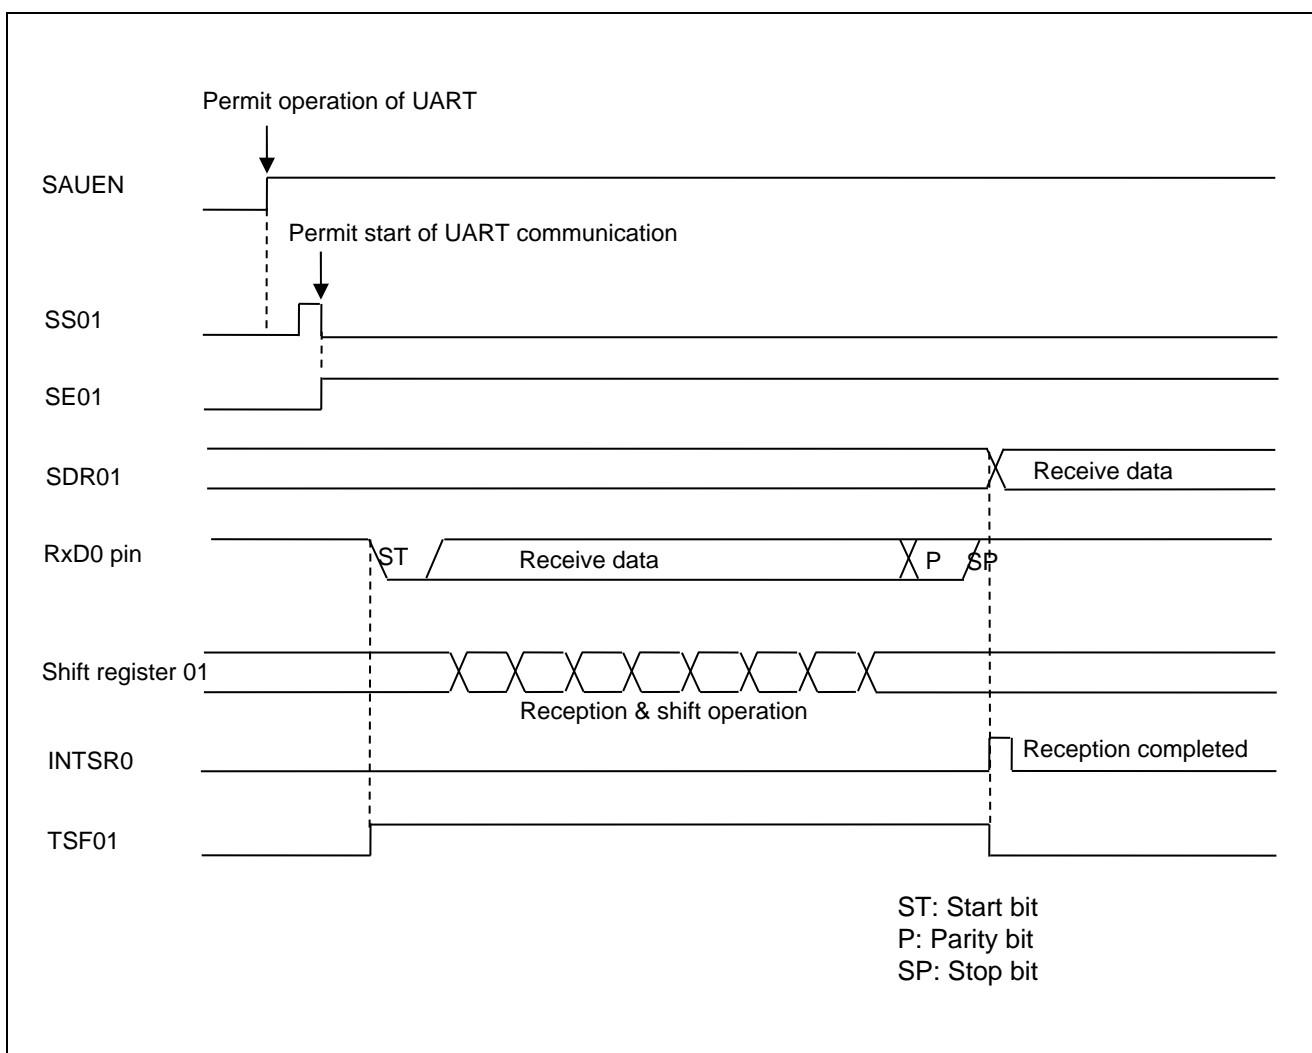 Permit operation of UART
SAUEN
Permit start of UART communication
SS01
SE01
SDR01
Receive data
RxD0 pin
ST
Receive data
P
SP
Shift register 01
Reception & shift operation
INTSR0
Reception completed
TSF01
ST: Start bit
P: Parity bit
SP: Stop bit